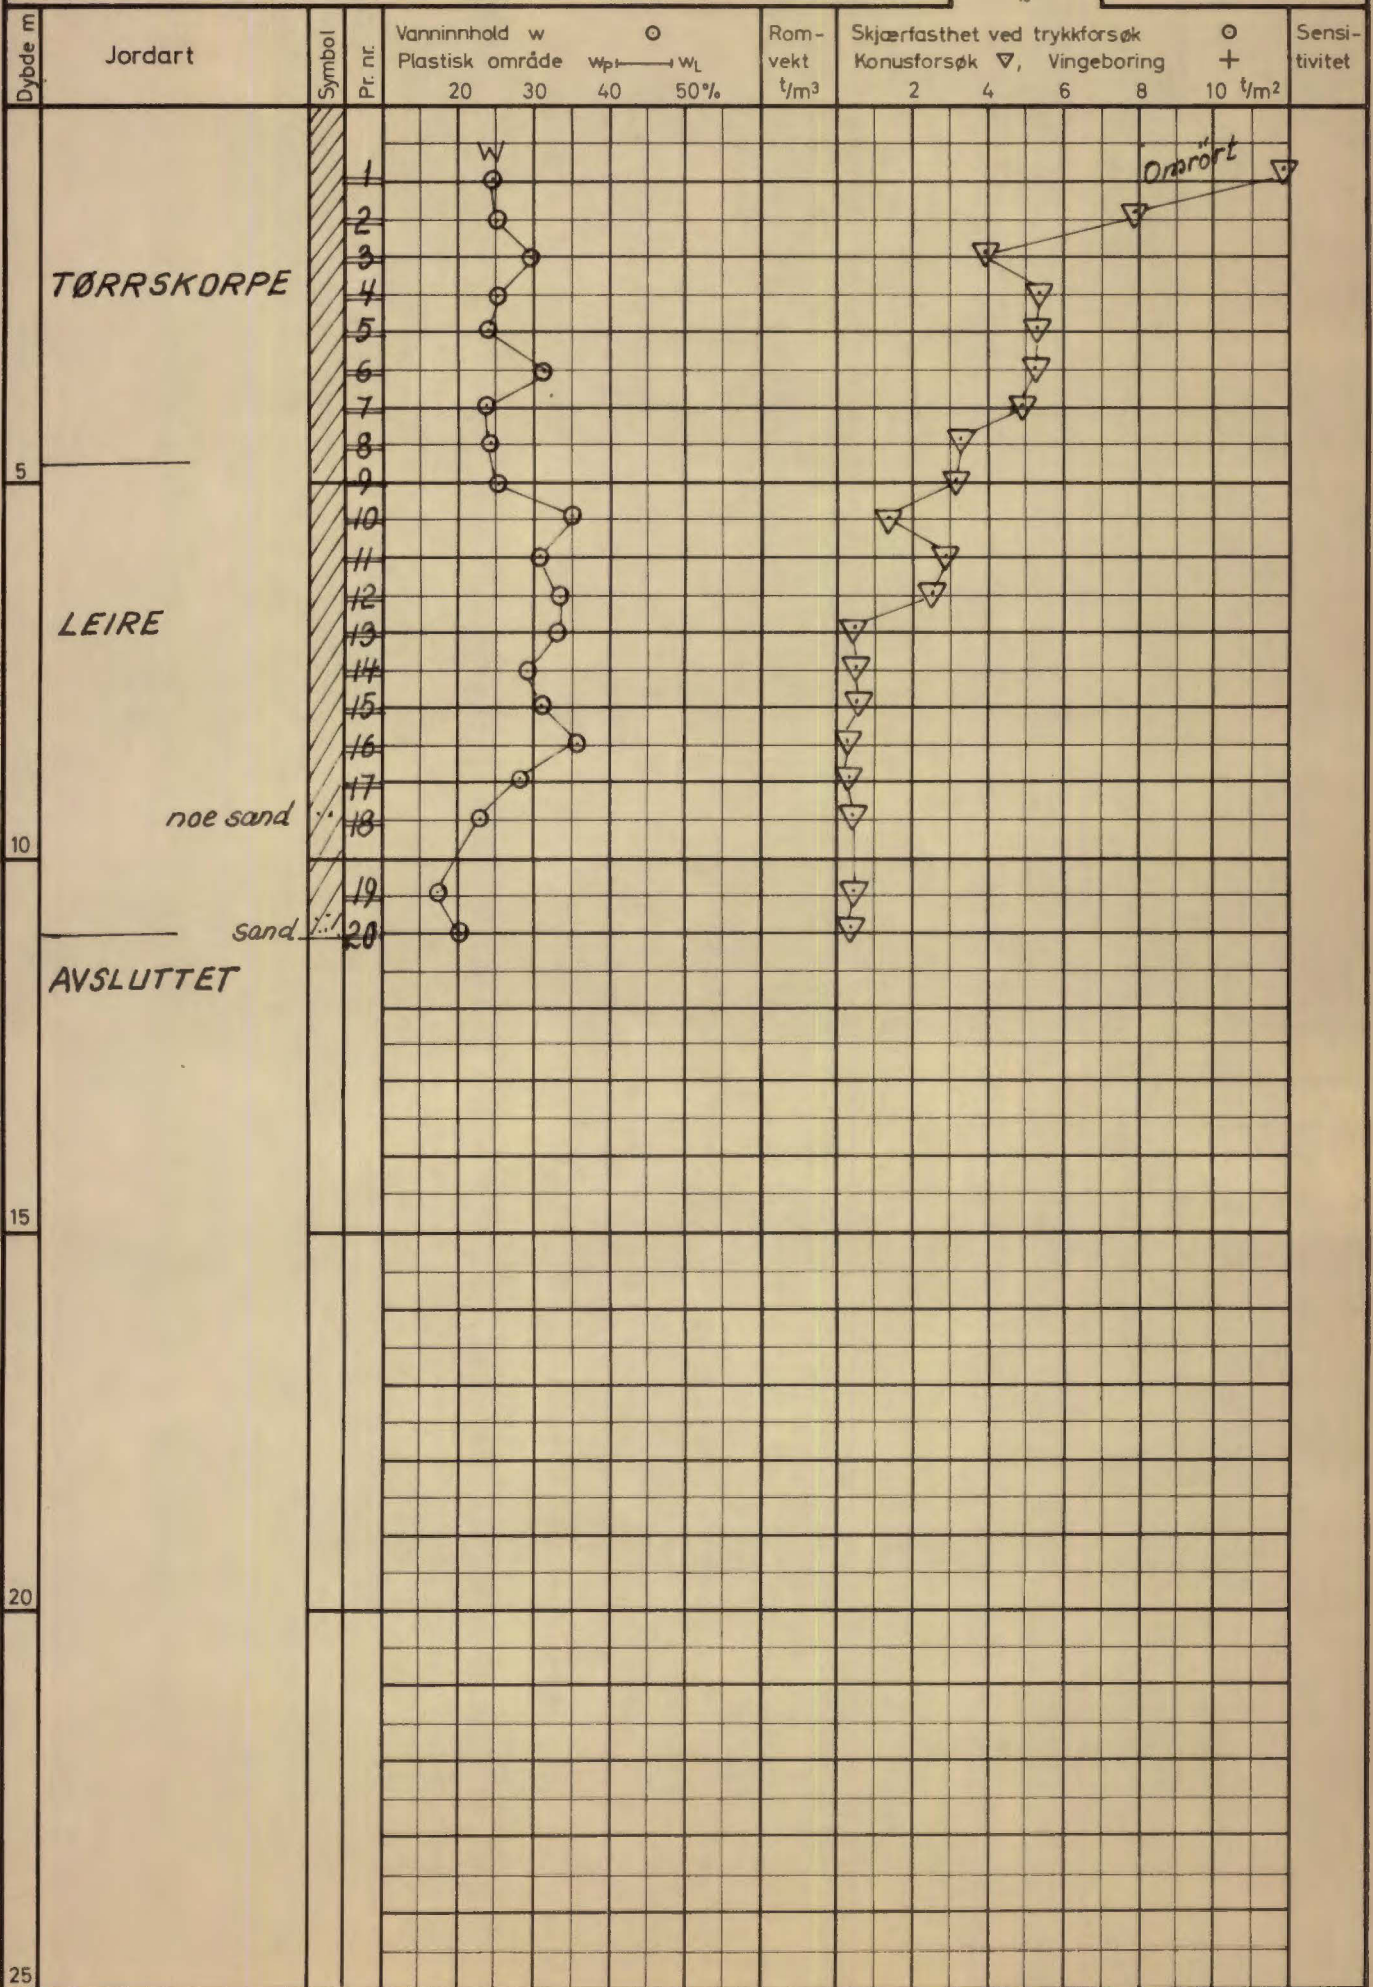 Dybde m
Jordart
Symbol
Pr. nr.
Vanninnhold w
Plastisk område wP wL
20 30 40 50%
Rom-
vekt
t/m³
Skjærfasthet ved trykkforsøk
Konusforsøk ▽, Vingeboring +
2 4 6 8 10 t/m²
Sensi-
tivitet
W
Omrört
1
2
3
TØRRSKORPE
4
5
6
7
8
5
9
10
11
12
LEIRE
13
14
15
16
17
noe sand
18
10
19
sand
20
AVSLUTTET
15
20
25